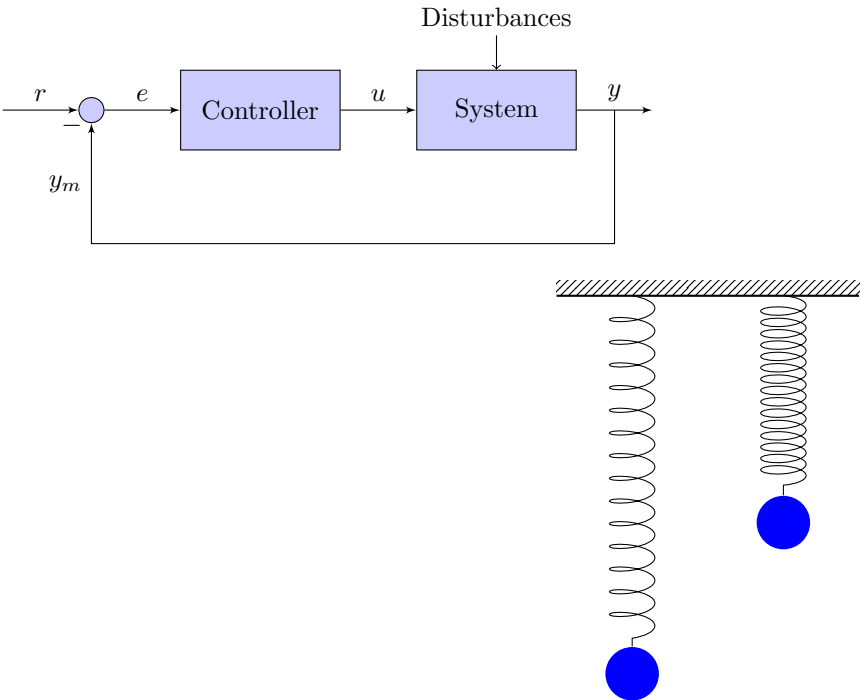 Disturbances
r
e
Controller
u
System
y
−
y_m